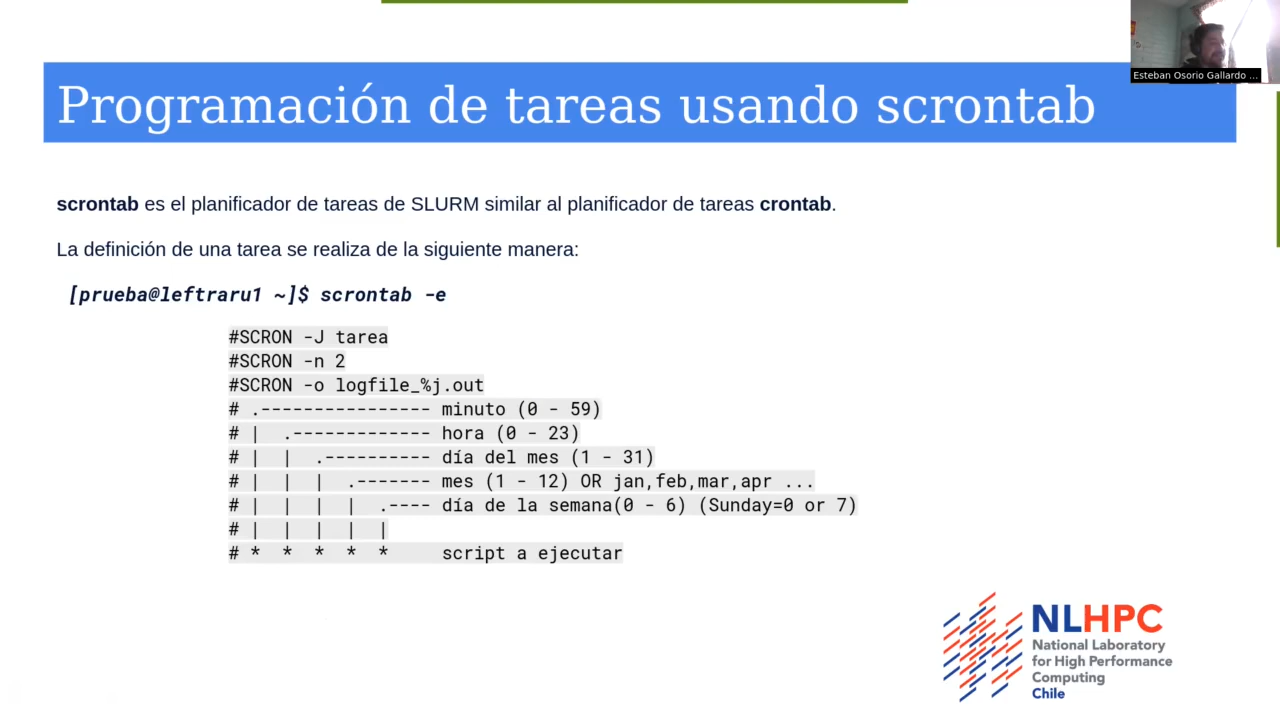 Esteban Osorio Gallardo ...
Programación de tareas usando scrontab
scrontab es el planificador de tareas de SLURM similar al planificador de tareas crontab.
La definición de una tarea se realiza de la siguiente manera:
[prueba@leftraru1 ~]$ scrontab -e
#SCRON -J tarea
#SCRON -n 2
#SCRON -o logfile_%j.out
# .---------------- minuto (0 - 59)
# |  .------------- hora (0 - 23)
# |  |  .---------- día del mes (1 - 31)
# |  |  |  .------- mes (1 - 12) OR jan,feb,mar,apr ...
# |  |  |  |  .---- día de la semana(0 - 6) (Sunday=0 or 7)
# |  |  |  |  |
# *  *  *  *  *     script a ejecutar
NLHPC
National Laboratory
for High Performance
Computing
Chile